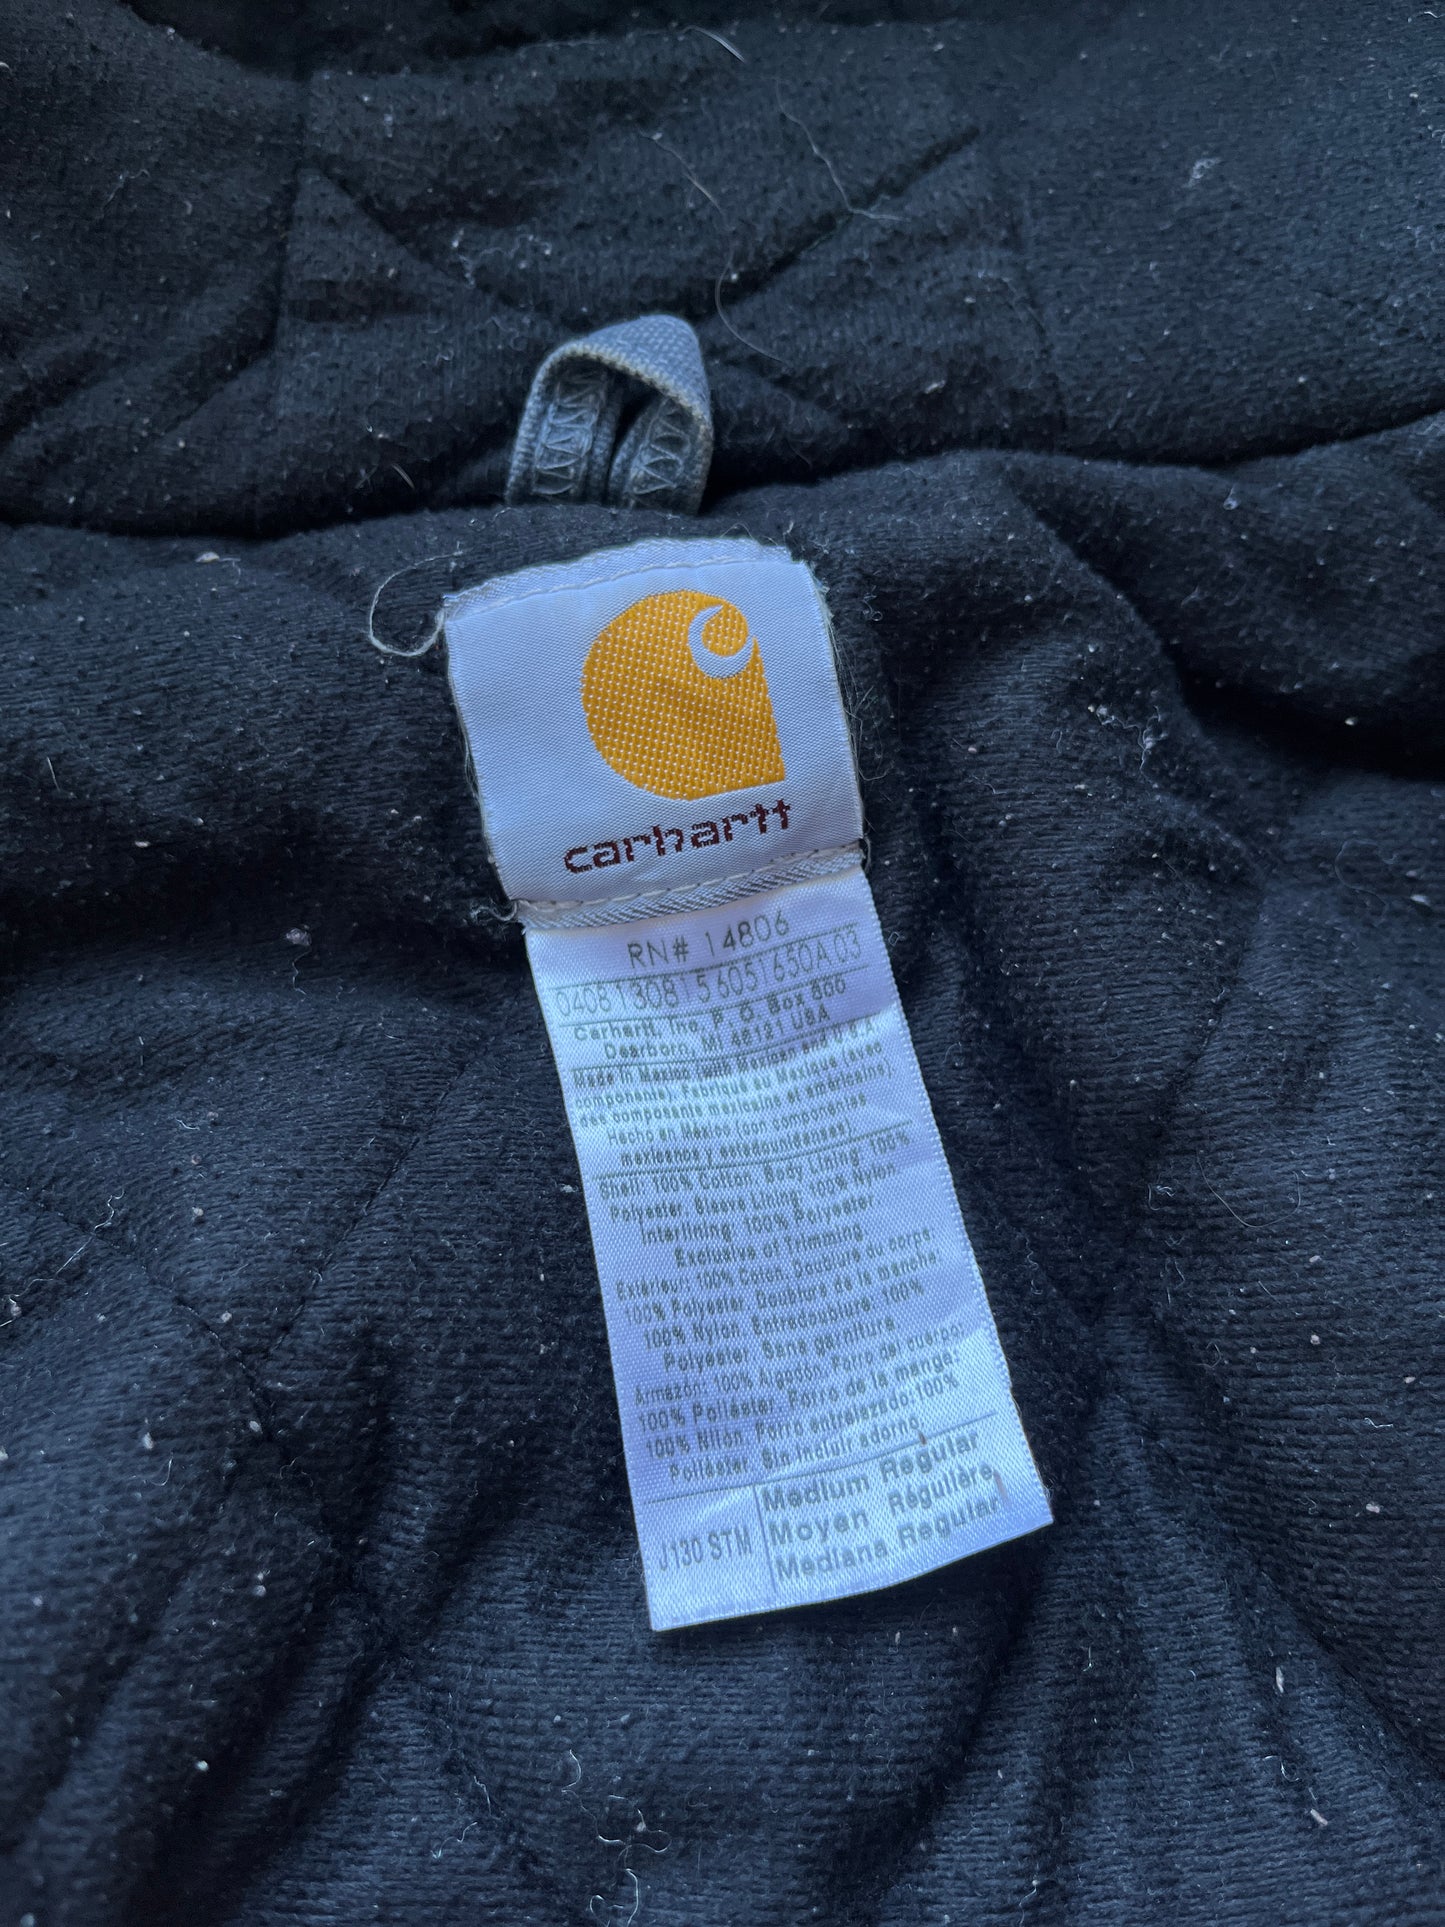 carhartt
RN# 14806
0408130815 6051650A 03
Carhartt, Inc. P. O. Box 600
Dearborn, MI 48121 USA
Made in Mexico (with Mexican and U.S.A.
components). Fabriqué au Mexique (avec
des composants mexicains et américains).
Hecho en México (con componentes
mexicanos y estadounidenses)
Shell: 100% Cotton. Body Lining: 100%
Polyester. Sleeve Lining: 100% Nylon.
Interlining: 100% Polyester
Exclusive of Trimming.
Extérieur: 100% Coton. Doublure du corps:
100% Polyester. Doublure de la manche:
100% Nylon. Entredoublure: 100%
Polyester. Sans garniture
Armazón: 100% Algodón. Forro del cuerpo:
100% Poliéster. Forro de la manga:
100% Nilón. Forro entrelazado:100%
Poliéster. Sin incluir adorno.
J130 STM
Medium Regular
Moyen Régulière
Mediana Regular